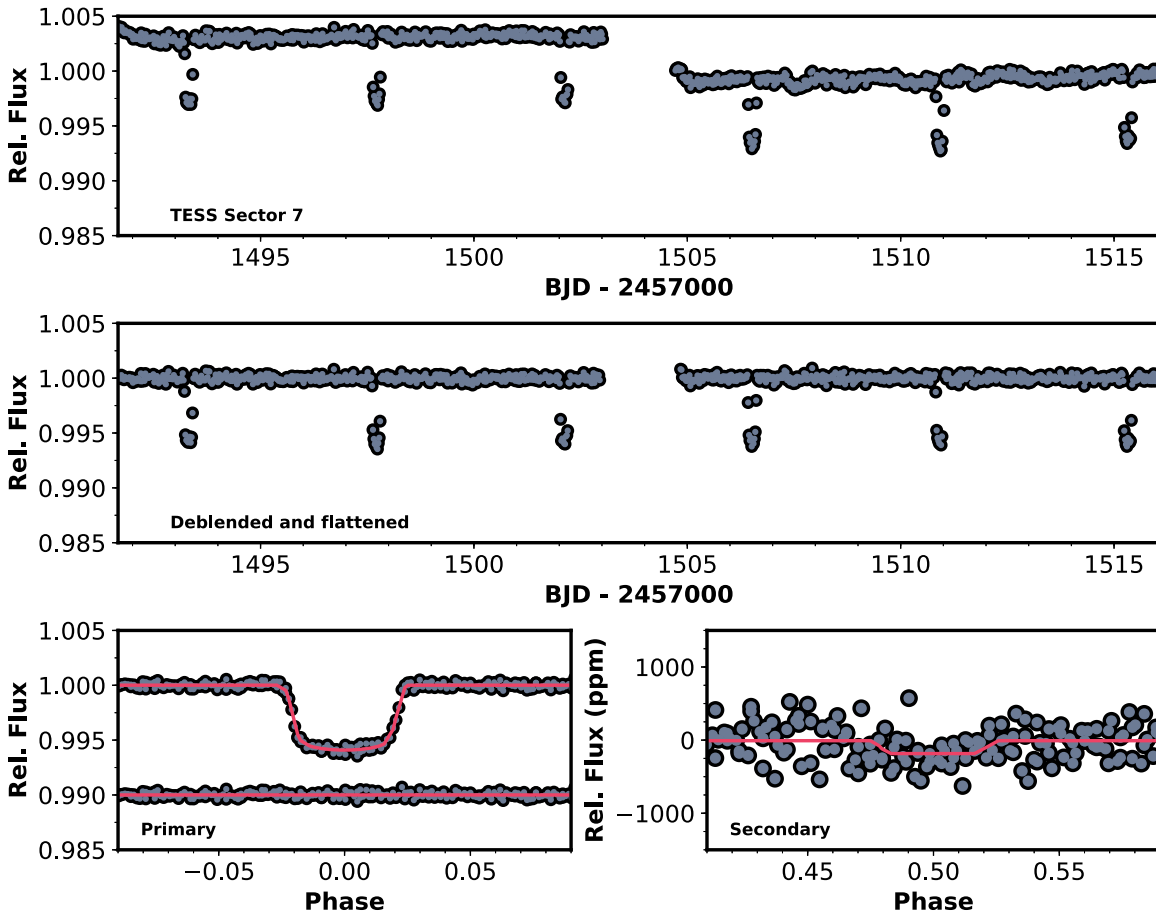 1.005
1.000
0.995
0.990
0.985
Rel. Flux
TESS Sector 7
1495 1500 1505 1510 1515
BJD - 2457000
1.005
1.000
0.995
0.990
0.985
Rel. Flux
Deblended and flattened
1495 1500 1505 1510 1515
BJD - 2457000
1.005
1.000
0.995
0.990
0.985
Rel. Flux
Primary
−0.05 0.00 0.05
Phase
1000
0
−1000
Rel. Flux (ppm)
Secondary
0.45 0.50 0.55
Phase